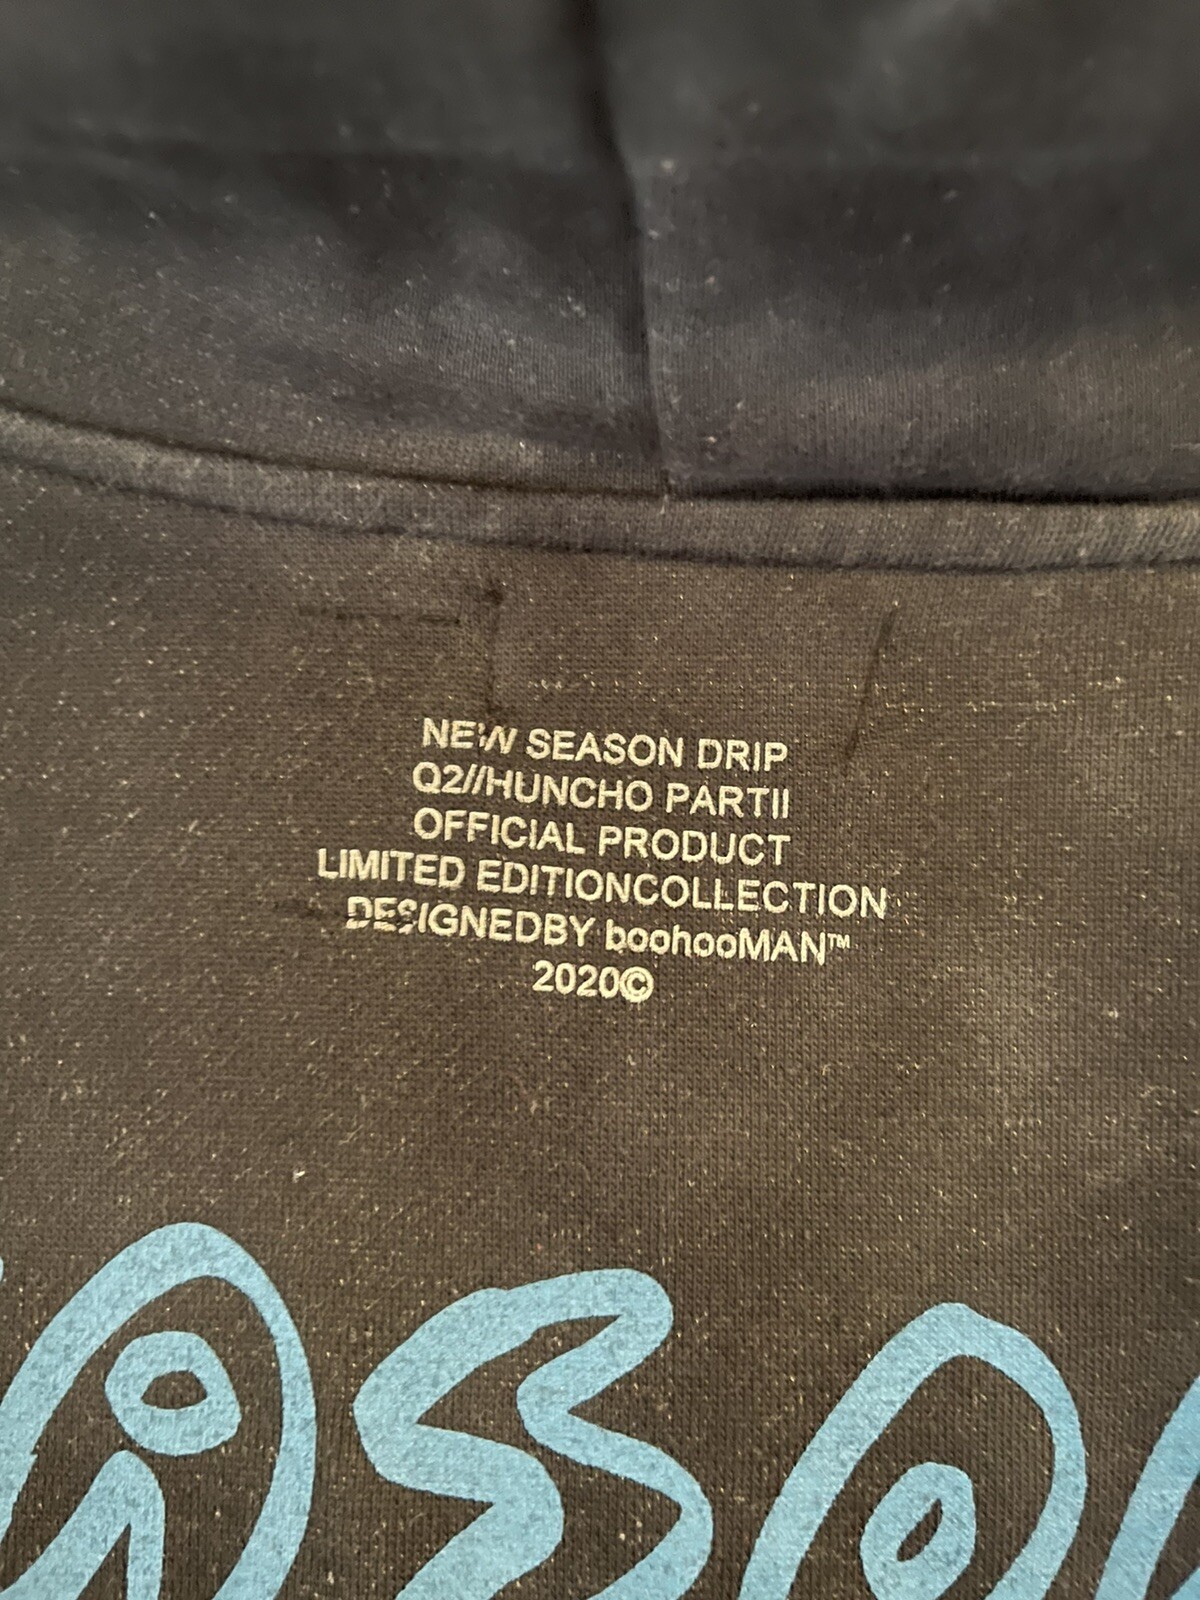 NEW SEASON DRIP
Q2//HUNCHO PARTII
OFFICIAL PRODUCT
LIMITED EDITIONCOLLECTION
DESIGNEDBY boohooMAN™
2020©